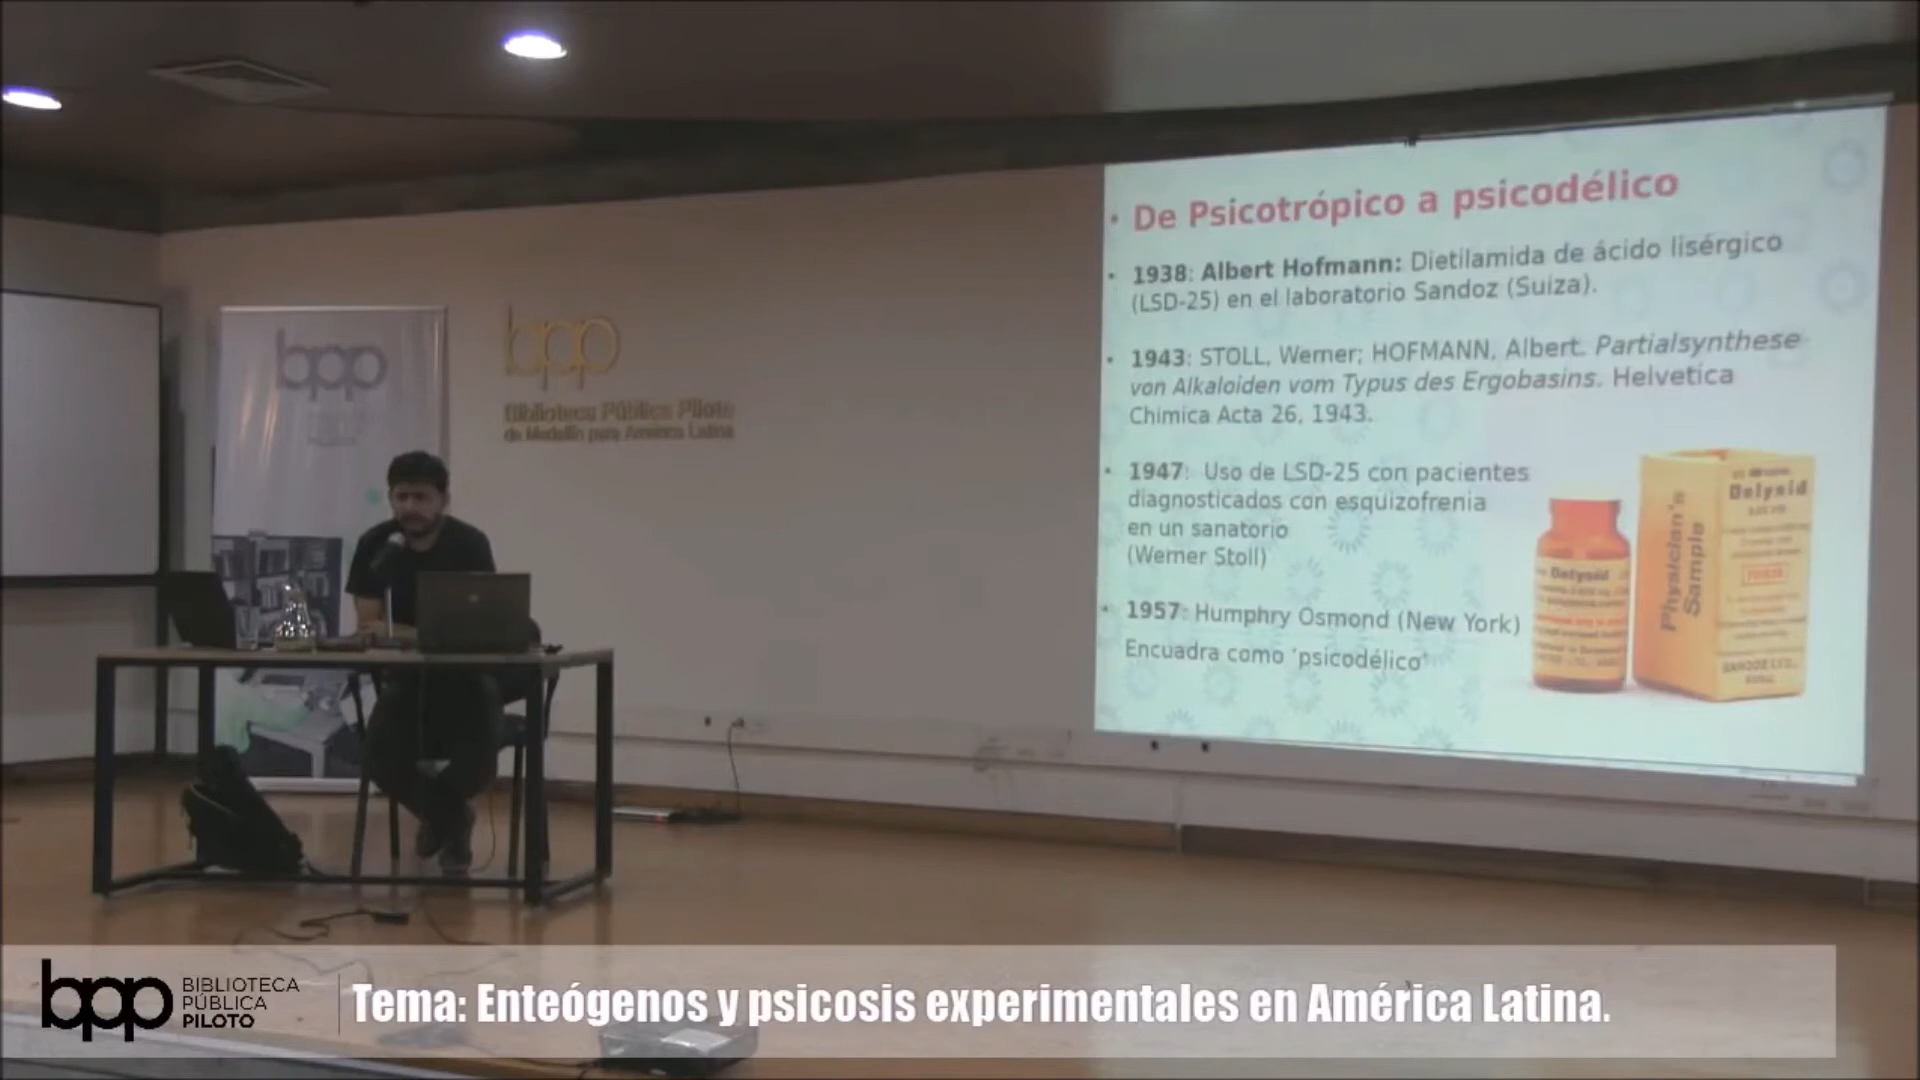 De Psicotrópico a psicodélico
1938: Albert Hofmann: Dietilamida de ácido lisérgico
(LSD-25) en el laboratorio Sandoz (Suiza).
1943: STOLL, Werner; HOFMANN, Albert. Partialsynthese
von Alkaloiden vom Typus des Ergobasins. Helvetica
Chimica Acta 26, 1943.
1947: Uso de LSD-25 con pacientes
diagnosticados con esquizofrenia
en un sanatorio
(Werner Stoll)
1957: Humphry Osmond (New York)
Encuadra como 'psicodélico'
Delysid
Physician's
Sample
Delysid
SANDOZ LTD.,
bpp
bpp
Biblioteca Pública Piloto
de Medellín para América Latina
bpp
BIBLIOTECA
PÚBLICA
PILOTO
Tema: Enteógenos y psicosis experimentales en América Latina.